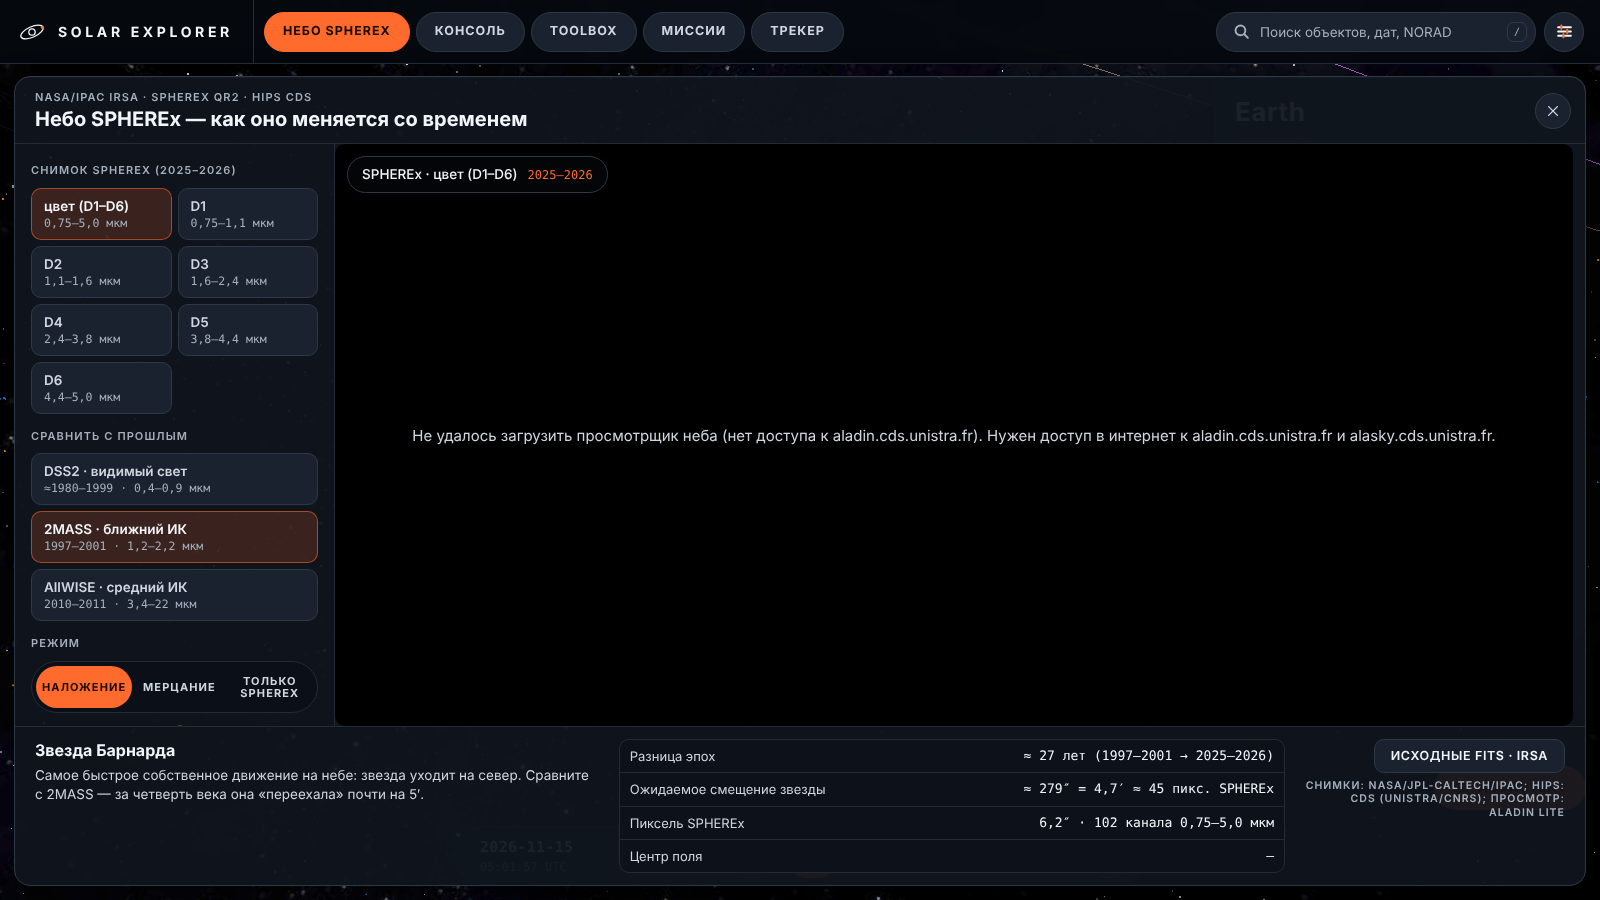 SOLAR EXPLORER
НЕБО SPHEREX
КОНСОЛЬ
TOOLBOX
МИССИИ
ТРЕКЕР
Поиск объектов, дат, NORAD
/
NASA/IPAC IRSA · SPHEREX QR2 · HIPS CDS
Небо SPHEREx — как оно меняется со временем
Earth
СНИМОК SPHEREX (2025–2026)
цвет (D1–D6)
0,75–5,0 мкм
D1
0,75–1,1 мкм
D2
1,1–1,6 мкм
D3
1,6–2,4 мкм
D4
2,4–3,8 мкм
D5
3,8–4,4 мкм
D6
4,4–5,0 мкм
СРАВНИТЬ С ПРОШЛЫМ
DSS2 · видимый свет
≈1980–1999 · 0,4–0,9 мкм
2MASS · ближний ИК
1997–2001 · 1,2–2,2 мкм
AllWISE · средний ИК
2010–2011 · 3,4–22 мкм
РЕЖИМ
НАЛОЖЕНИЕ
МЕРЦАНИЕ
ТОЛЬКО
SPHEREX
SPHEREx · цвет (D1–D6) 2025–2026
Не удалось загрузить просмотрщик неба (нет доступа к aladin.cds.unistra.fr). Нужен доступ в интернет к aladin.cds.unistra.fr и alasky.cds.unistra.fr.
Звезда Барнарда
Самое быстрое собственное движение на небе: звезда уходит на север. Сравните
с 2MASS — за четверть века она «переехала» почти на 5′.
2026-11-15
05:01:57 UTC
Разница эпох ≈ 27 лет (1997–2001 → 2025–2026)
Ожидаемое смещение звезды ≈ 279″ = 4,7′ ≈ 45 пикс. SPHEREx
Пиксель SPHEREx 6,2″ · 102 канала 0,75–5,0 мкм
Центр поля —
ИСХОДНЫЕ FITS · IRSA
СНИМКИ: NASA/JPL-CALTECH/IPAC; HIPS:
CDS (UNISTRA/CNRS); ПРОСМОТР:
ALADIN LITE